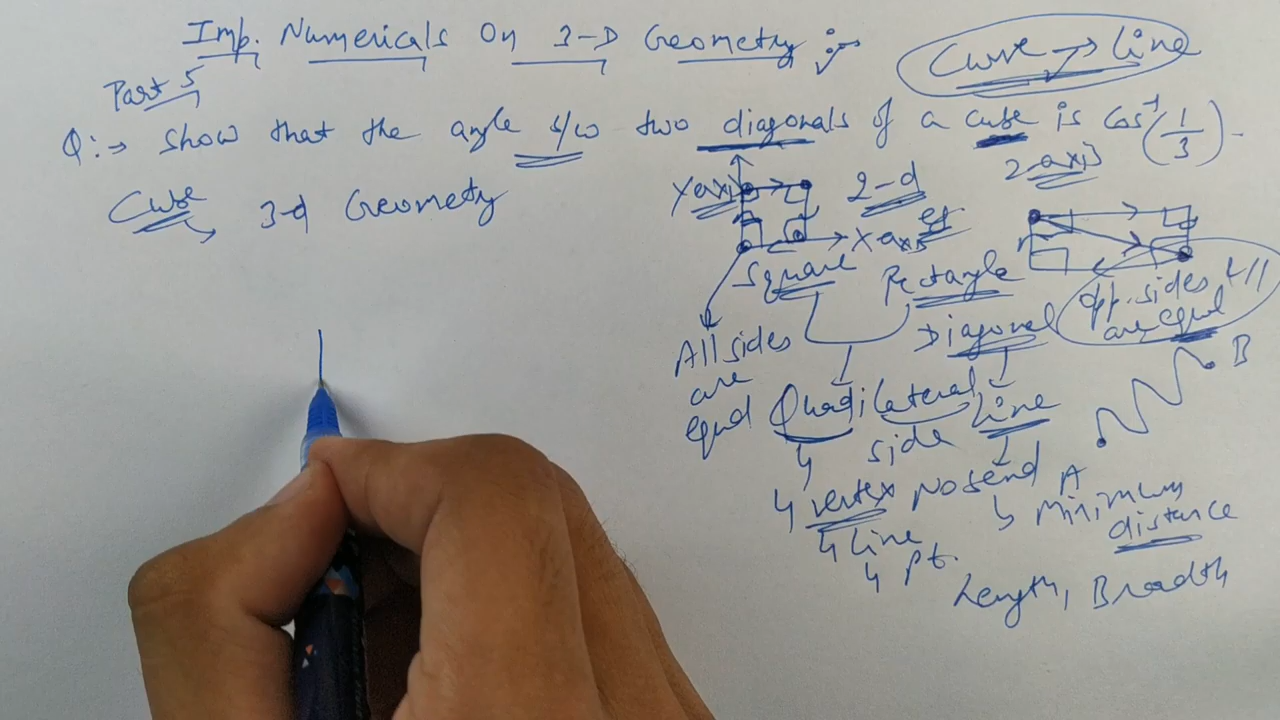 Imp. Numericals On 3-D Geometry :-
Curve → Line
Part 5
Q:→ Show that the angle b/w two diagonals of a cube is Cos⁻¹(1/3).
Cube
↳ 3-d Geometry
Y axis
2-d
2-axis
X axis
Square
Rectangle
Opp. sides
are equal
All sides
are
equal
Diagonal
Quadilateral
Line
B
4
side
4 vertex
No end
A
4 line
↳ Minimum
distance
4 pt.
Length, Breadth